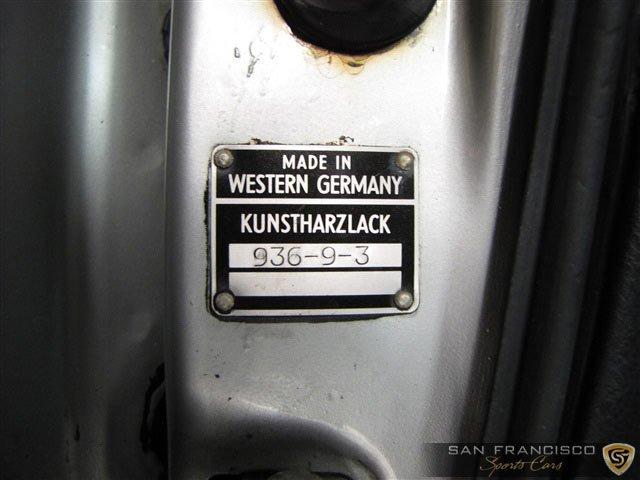 MADE IN
WESTERN GERMANY
KUNSTHARZLACK
936-9-3
SAN FRANCISCO
Sports Cars